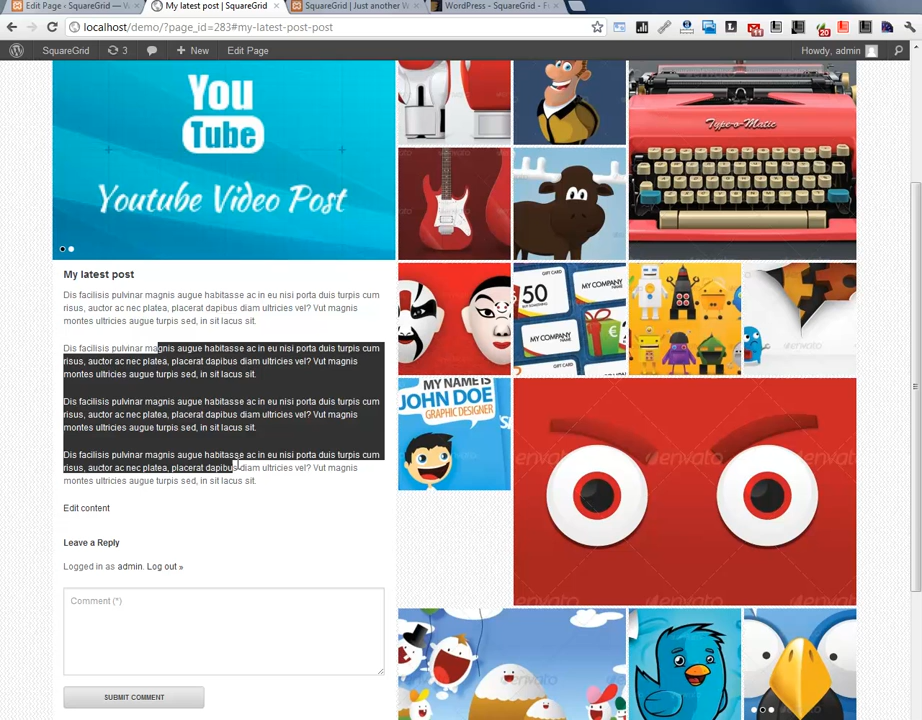 Edit Page ‹ SquareGrid — W
My latest post | SquareGrid
SquareGrid | Just another W
WordPress - SquareGrid - Fu
localhost/demo/?page_id=283#my-latest-post-post
11
20
SquareGrid
3
New
Edit Page
Howdy, admin
You
Tube
Youtube Video Post
Type-o-Matic
My latest post
Dis facilisis pulvinar magnis augue habitasse ac in eu nisi porta duis turpis cum
risus, auctor ac nec platea, placerat dapibus diam ultricies vel? Vut magnis
montes ultricies augue turpis sed, in sit lacus sit.
Dis facilisis pulvinar magnis augue habitasse ac in eu nisi porta duis turpis cum
risus, auctor ac nec platea, placerat dapibus diam ultricies vel? Vut magnis
montes ultricies augue turpis sed, in sit lacus sit.
Dis facilisis pulvinar magnis augue habitasse ac in eu nisi porta duis turpis cum
risus, auctor ac nec platea, placerat dapibus diam ultricies vel? Vut magnis
montes ultricies augue turpis sed, in sit lacus sit.
Dis facilisis pulvinar magnis augue habitasse ac in eu nisi porta duis turpis cum
risus, auctor ac nec platea, placerat dapibus diam ultricies vel? Vut magnis
montes ultricies augue turpis sed, in sit lacus sit.
Edit content
Leave a Reply
Logged in as admin. Log out »
Comment (*)
SUBMIT COMMENT
GIFT CARD
50
MY COMPANY
GIFT CARD
MY COMPANY
MY NAME IS
JOHN DOE
GRAPHIC DESIGNER
envato
envato
envato